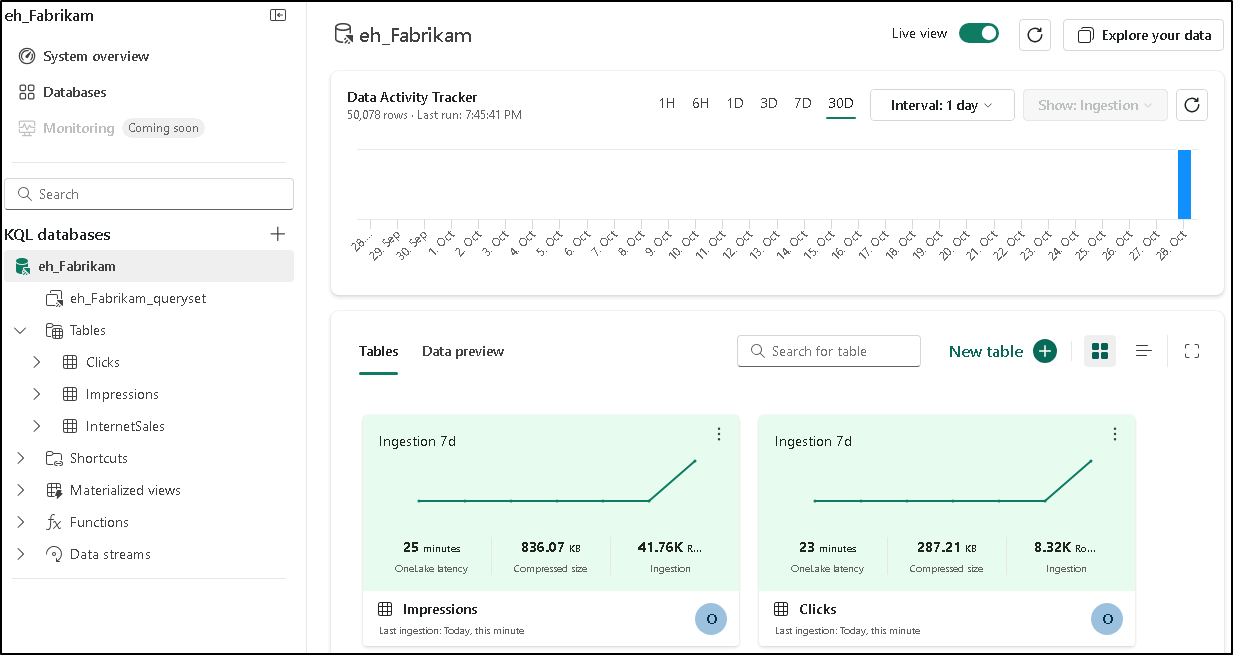 eh_Fabrikam
System overview
Databases
Monitoring Coming soon
Search
KQL databases
eh_Fabrikam
eh_Fabrikam_queryset
Tables
Clicks
Impressions
InternetSales
Shortcuts
Materialized views
Functions
Data streams
eh_Fabrikam
Live view
Explore your data
Data Activity Tracker
50,078 rows · Last run: 7:45:41 PM
1H 6H 1D 3D 7D 30D
Interval: 1 day
Show: Ingestion
28.... 29. Sep 30. Sep 1. Oct 2. Oct 3. Oct 4. Oct 5. Oct 6. Oct 7. Oct 8. Oct 9. Oct 10. Oct 11. Oct 12. Oct 13. Oct 14. Oct 15. Oct 16. Oct 17. Oct 18. Oct 19. Oct 20. Oct 21. Oct 22. Oct 23. Oct 24. Oct 25. Oct 26. Oct 27. Oct 28. Oct
Tables Data preview
Search for table
New table
Ingestion 7d
25 minutes 836.07 KB 41.76K R...
OneLake latency Compressed size Ingestion
Impressions
Last ingestion: Today, this minute
O
Ingestion 7d
23 minutes 287.21 KB 8.32K Ro...
OneLake latency Compressed size Ingestion
Clicks
Last ingestion: Today, this minute
O